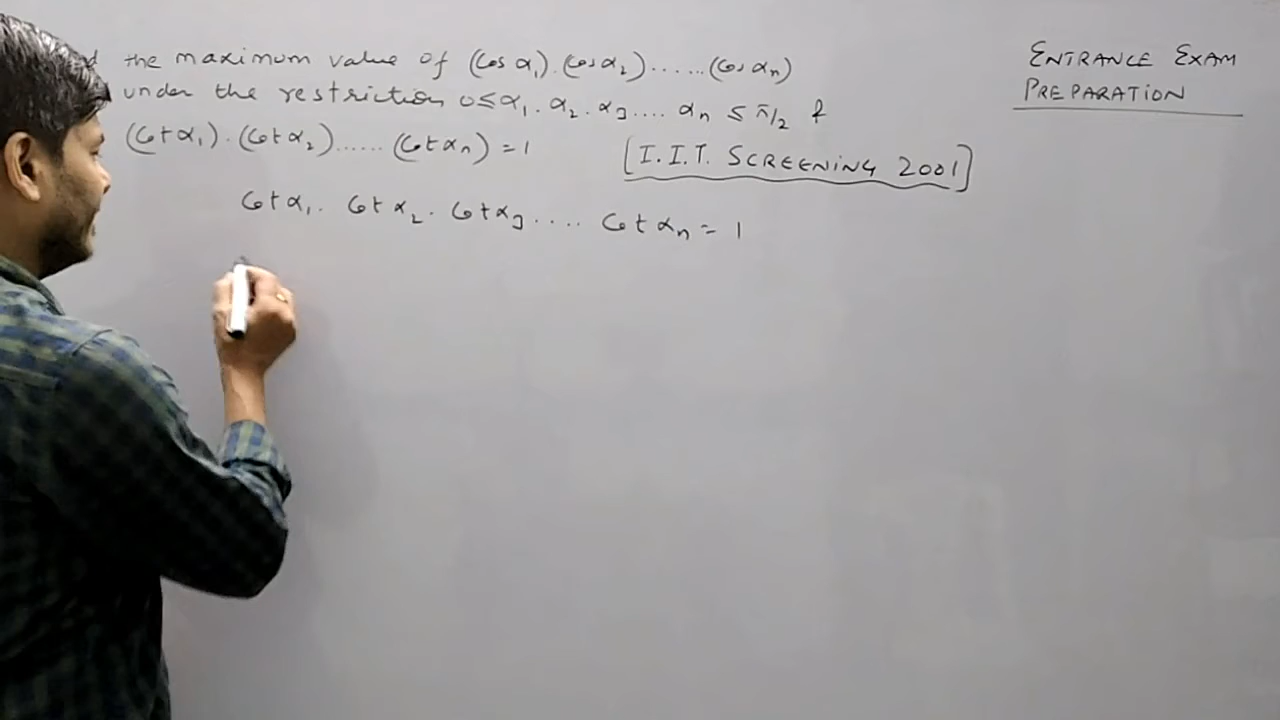 the maximum value of (Cos α₁).(Cos α₂)......(Cos αₙ)
under the restriction 0≤α₁. α₂. α₃.... αₙ ≤ π/2 &
(Cot α₁).(Cot α₂)......(Cot αₙ) = 1
[I.I.T. SCREENING 2001]
Cot α₁. Cot α₂. Cot α₃.... Cot αₙ = 1
ENTRANCE EXAM
PREPARATION